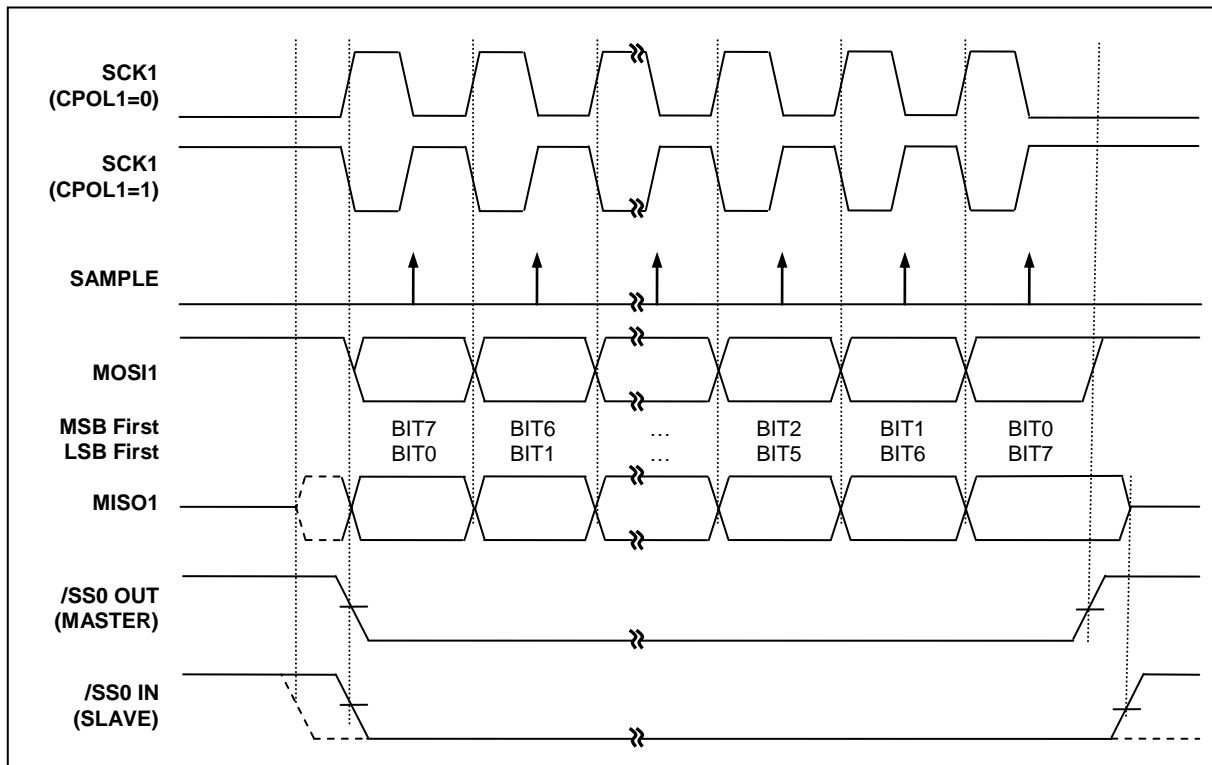 SCK1
(CPOL1=0)
SCK1
(CPOL1=1)
SAMPLE
MOSI1
MSB First BIT7 BIT6 ... BIT2 BIT1 BIT0
LSB First BIT0 BIT1 ... BIT5 BIT6 BIT7
MISO1
/SS0 OUT
(MASTER)
/SS0 IN
(SLAVE)